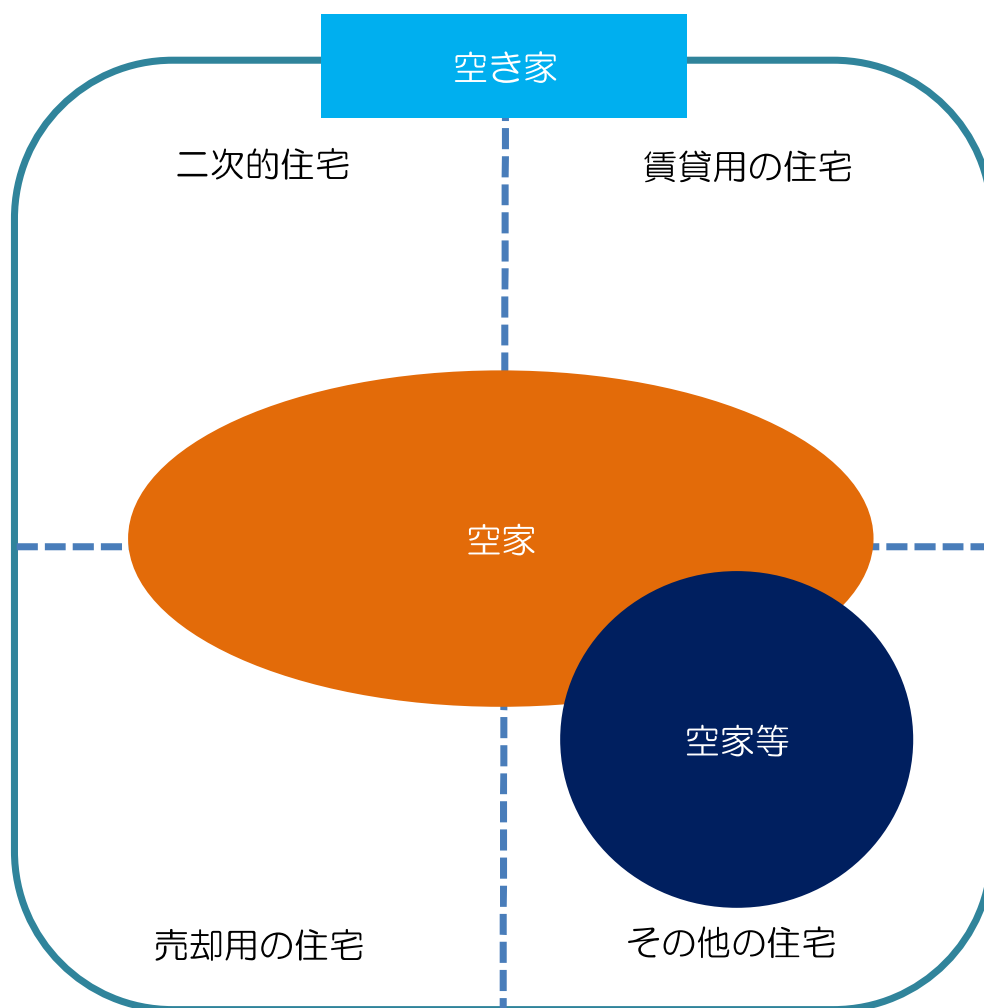 空き家
二次的住宅
賃貸用の住宅
空家
空家等
売却用の住宅
その他の住宅